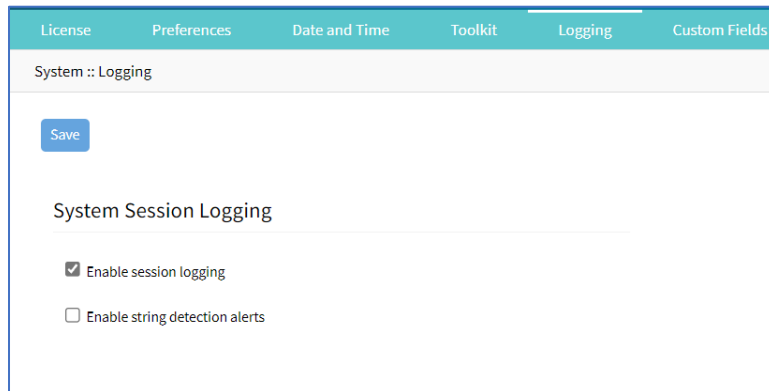 License Preferences Date and Time Toolkit Logging Custom Fields
System :: Logging
Save
System Session Logging
Enable session logging
Enable string detection alerts